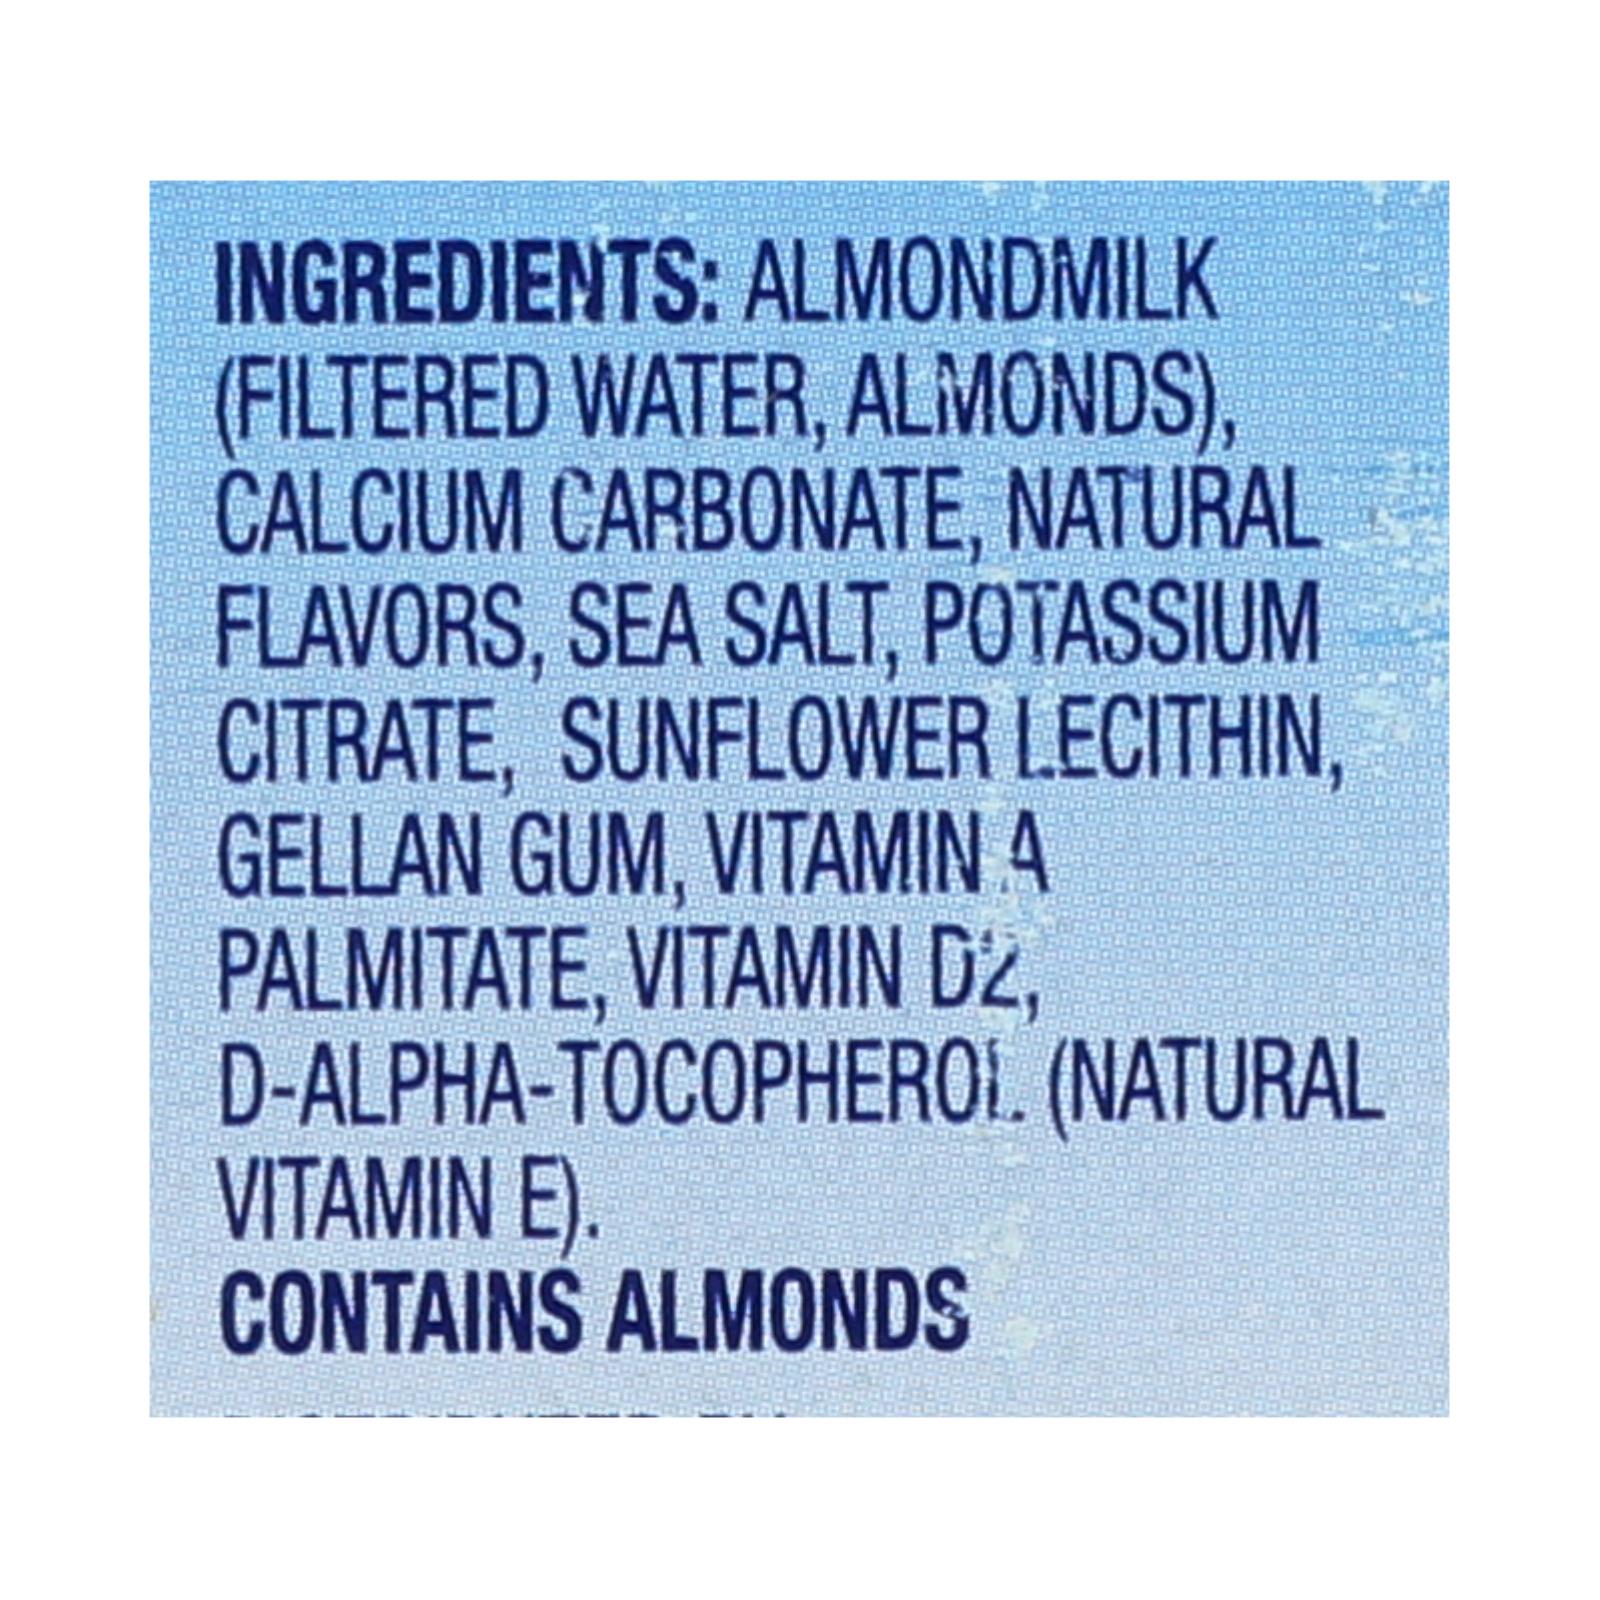 INGREDIENTS: ALMONDMILK
(FILTERED WATER, ALMONDS),
CALCIUM CARBONATE, NATURAL
FLAVORS, SEA SALT, POTASSIUM
CITRATE, SUNFLOWER LECITHIN,
GELLAN GUM, VITAMIN A
PALMITATE, VITAMIN D2,
D-ALPHA-TOCOPHEROL (NATURAL
VITAMIN E).
CONTAINS ALMONDS